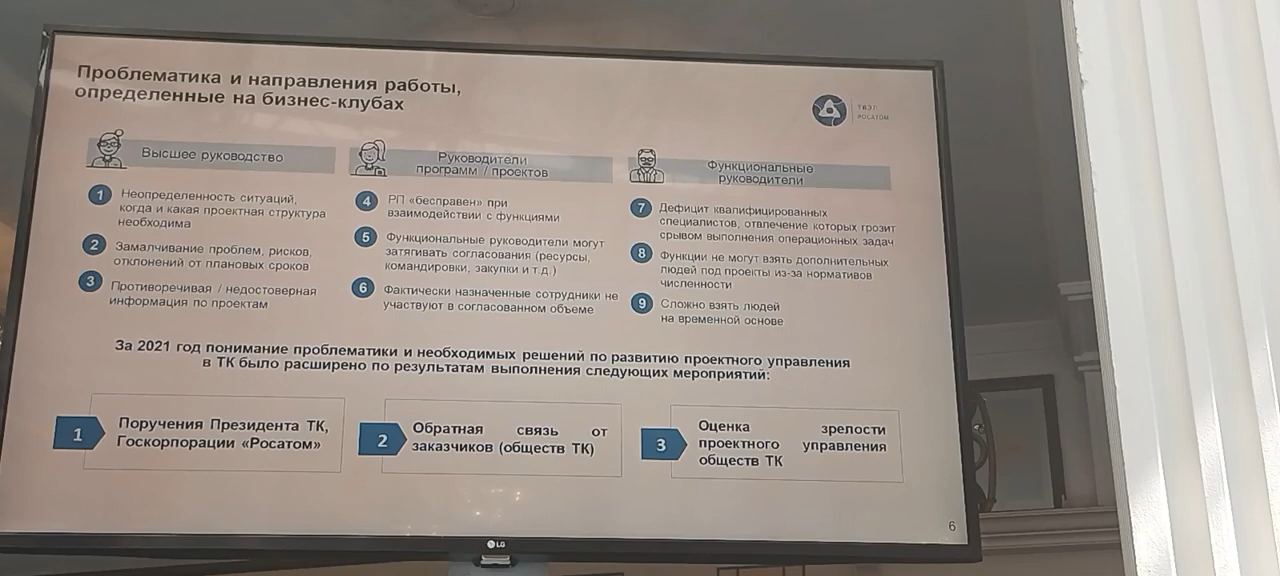 Проблематика и направления работы,
определенные на бизнес-клубах
ТВЭЛ
РОСАТОМ
Высшее руководство
1 Неопределенность ситуаций,
когда и какая проектная структура
необходима
2 Замалчивание проблем, рисков,
отклонений от плановых сроков
3 Противоречивая / недостоверная
информация по проектам
Руководители
программ / проектов
4 РП «бесправен» при
взаимодействии с функциями
5 Функциональные руководители могут
затягивать согласования (ресурсы,
командировки, закупки и т.д.)
6 Фактически назначенные сотрудники не
участвуют в согласованном объеме
Функциональные
руководители
7 Дефицит квалифицированных
специалистов, отвлечение которых грозит
срывом выполнения операционных задач
8 Функции не могут взять дополнительных
людей под проекты из-за нормативов
численности
9 Сложно взять людей
на временной основе
За 2021 год понимание проблематики и необходимых решений по развитию проектного управления
в ТК было расширено по результатам выполнения следующих мероприятий:
1 Поручения Президента ТК,
Госкорпорации «Росатом»
2 Обратная связь от
заказчиков (обществ ТК)
3 Оценка зрелости
проектного управления
обществ ТК
6
LG